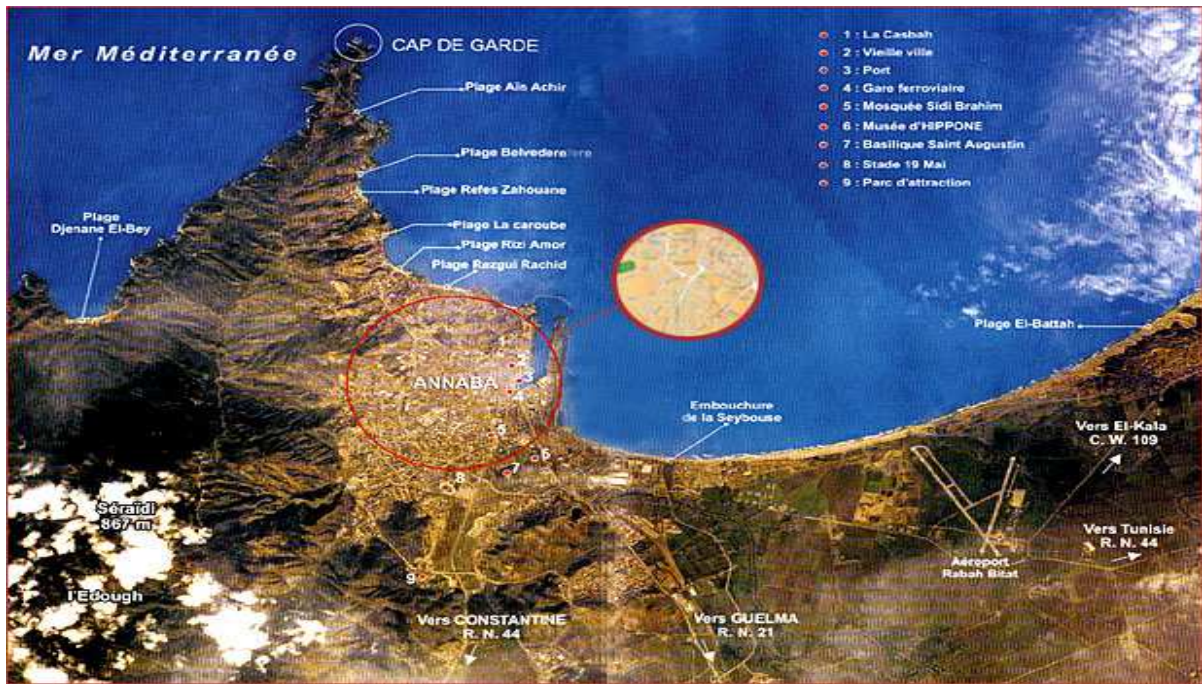 Mer Méditerranée
CAP DE GARDE
1 : La Casbah
2 : Vieille ville
3 : Port
4 : Gare ferroviaire
5 : Mosquée Sidi Brahim
6 : Musée d'HIPPONE
7 : Basilique Saint Augustin
8 : Stade 19 Mai
9 : Parc d'attraction
Plage Aïn Achir
Plage Belvedere
Plage Refes Zahouane
Plage
Djenane El-Bey
Plage La caroube
Plage Rizi Amor
Plage Rezgui Rachid
Plage El-Battah
ANNABA
3
4
5
6
7
8
9
Embouchure
de la Seybouse
Vers El-Kala
C. W. 109
Séraïdi
867 m
l'Edough
Vers Tunisie
R. N. 44
Aéroport
Rabah Bitat
Vers CONSTANTINE
R. N. 44
Vers GUELMA
R. N. 21